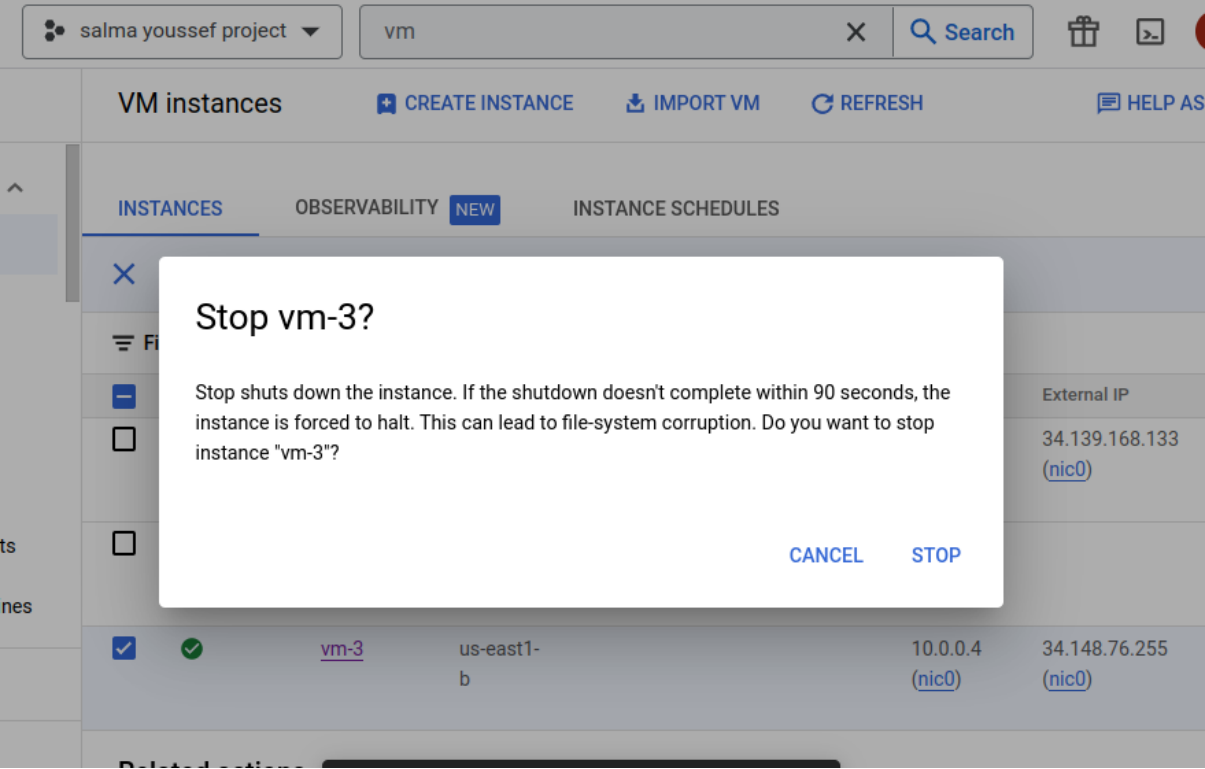 salma youssef project
vm
Search
VM instances
CREATE INSTANCE
IMPORT VM
REFRESH
HELP AS
INSTANCES
OBSERVABILITY
NEW
INSTANCE SCHEDULES
Stop vm-3?
Stop shuts down the instance. If the shutdown doesn't complete within 90 seconds, the
instance is forced to halt. This can lead to file-system corruption. Do you want to stop
instance "vm-3"?
CANCEL
STOP
Fi
External IP
34.139.168.133
(nic0)
ts
ines
vm-3
us-east1-
b
10.0.0.4
(nic0)
34.148.76.255
(nic0)
Related actions